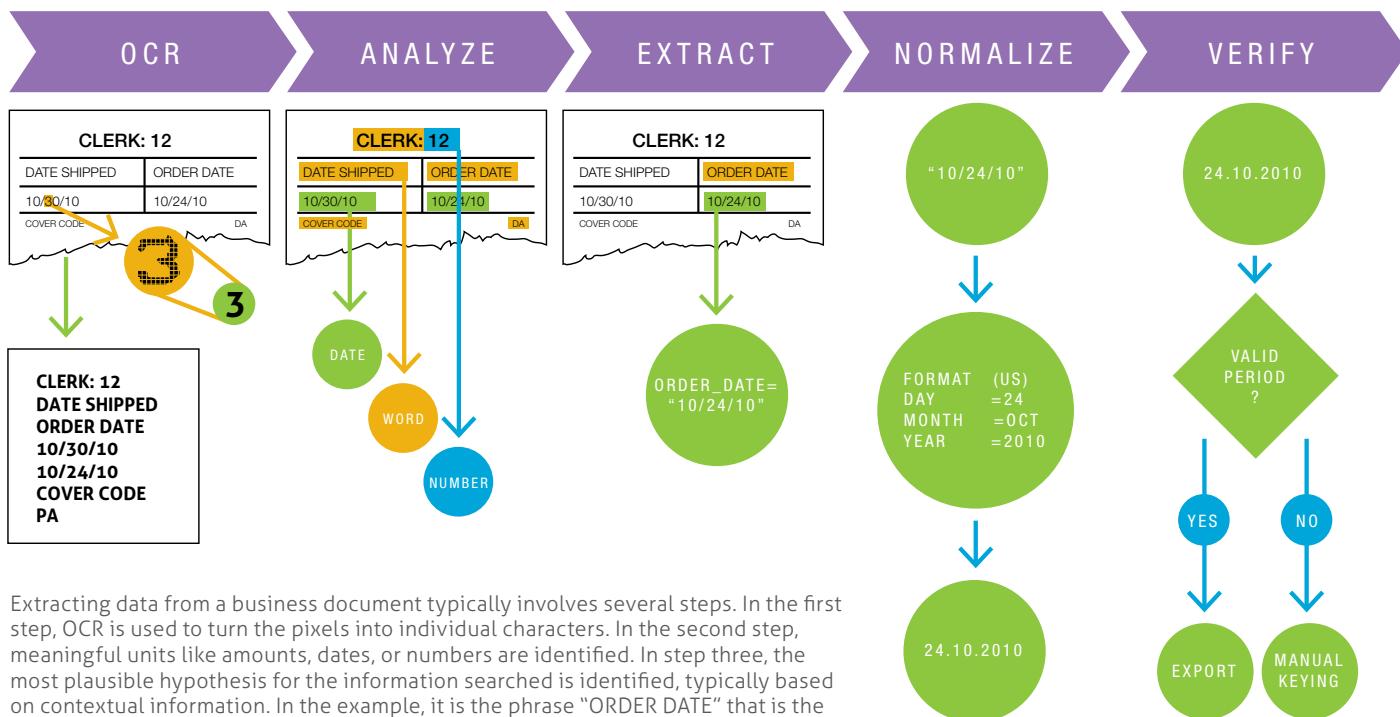 OCR
ANALYZE
EXTRACT
NORMALIZE
VERIFY
CLERK: 12
DATE SHIPPED ORDER DATE
10/30/10 10/24/10
COVER CODE DA
3
3
CLERK: 12
DATE SHIPPED
ORDER DATE
10/30/10
10/24/10
COVER CODE
PA
CLERK: 12
DATE SHIPPED ORDER DATE
10/30/10 10/24/10
COVER CODE DA
DATE
WORD
NUMBER
CLERK: 12
DATE SHIPPED ORDER DATE
10/30/10 10/24/10
COVER CODE DA
ORDER_DATE=
“10/24/10”
“10/24/10”
FORMAT (US)
DAY =24
MONTH =OCT
YEAR =2010
24.10.2010
24.10.2010
VALID
PERIOD
?
YES
NO
EXPORT
MANUAL
KEYING
Extracting data from a business document typically involves several steps. In the first
step, OCR is used to turn the pixels into individual characters. In the second step,
meaningful units like amounts, dates, or numbers are identified. In step three, the
most plausible hypothesis for the information searched is identified, typically based
on contextual information. In the example, it is the phrase “ORDER DATE” that is the